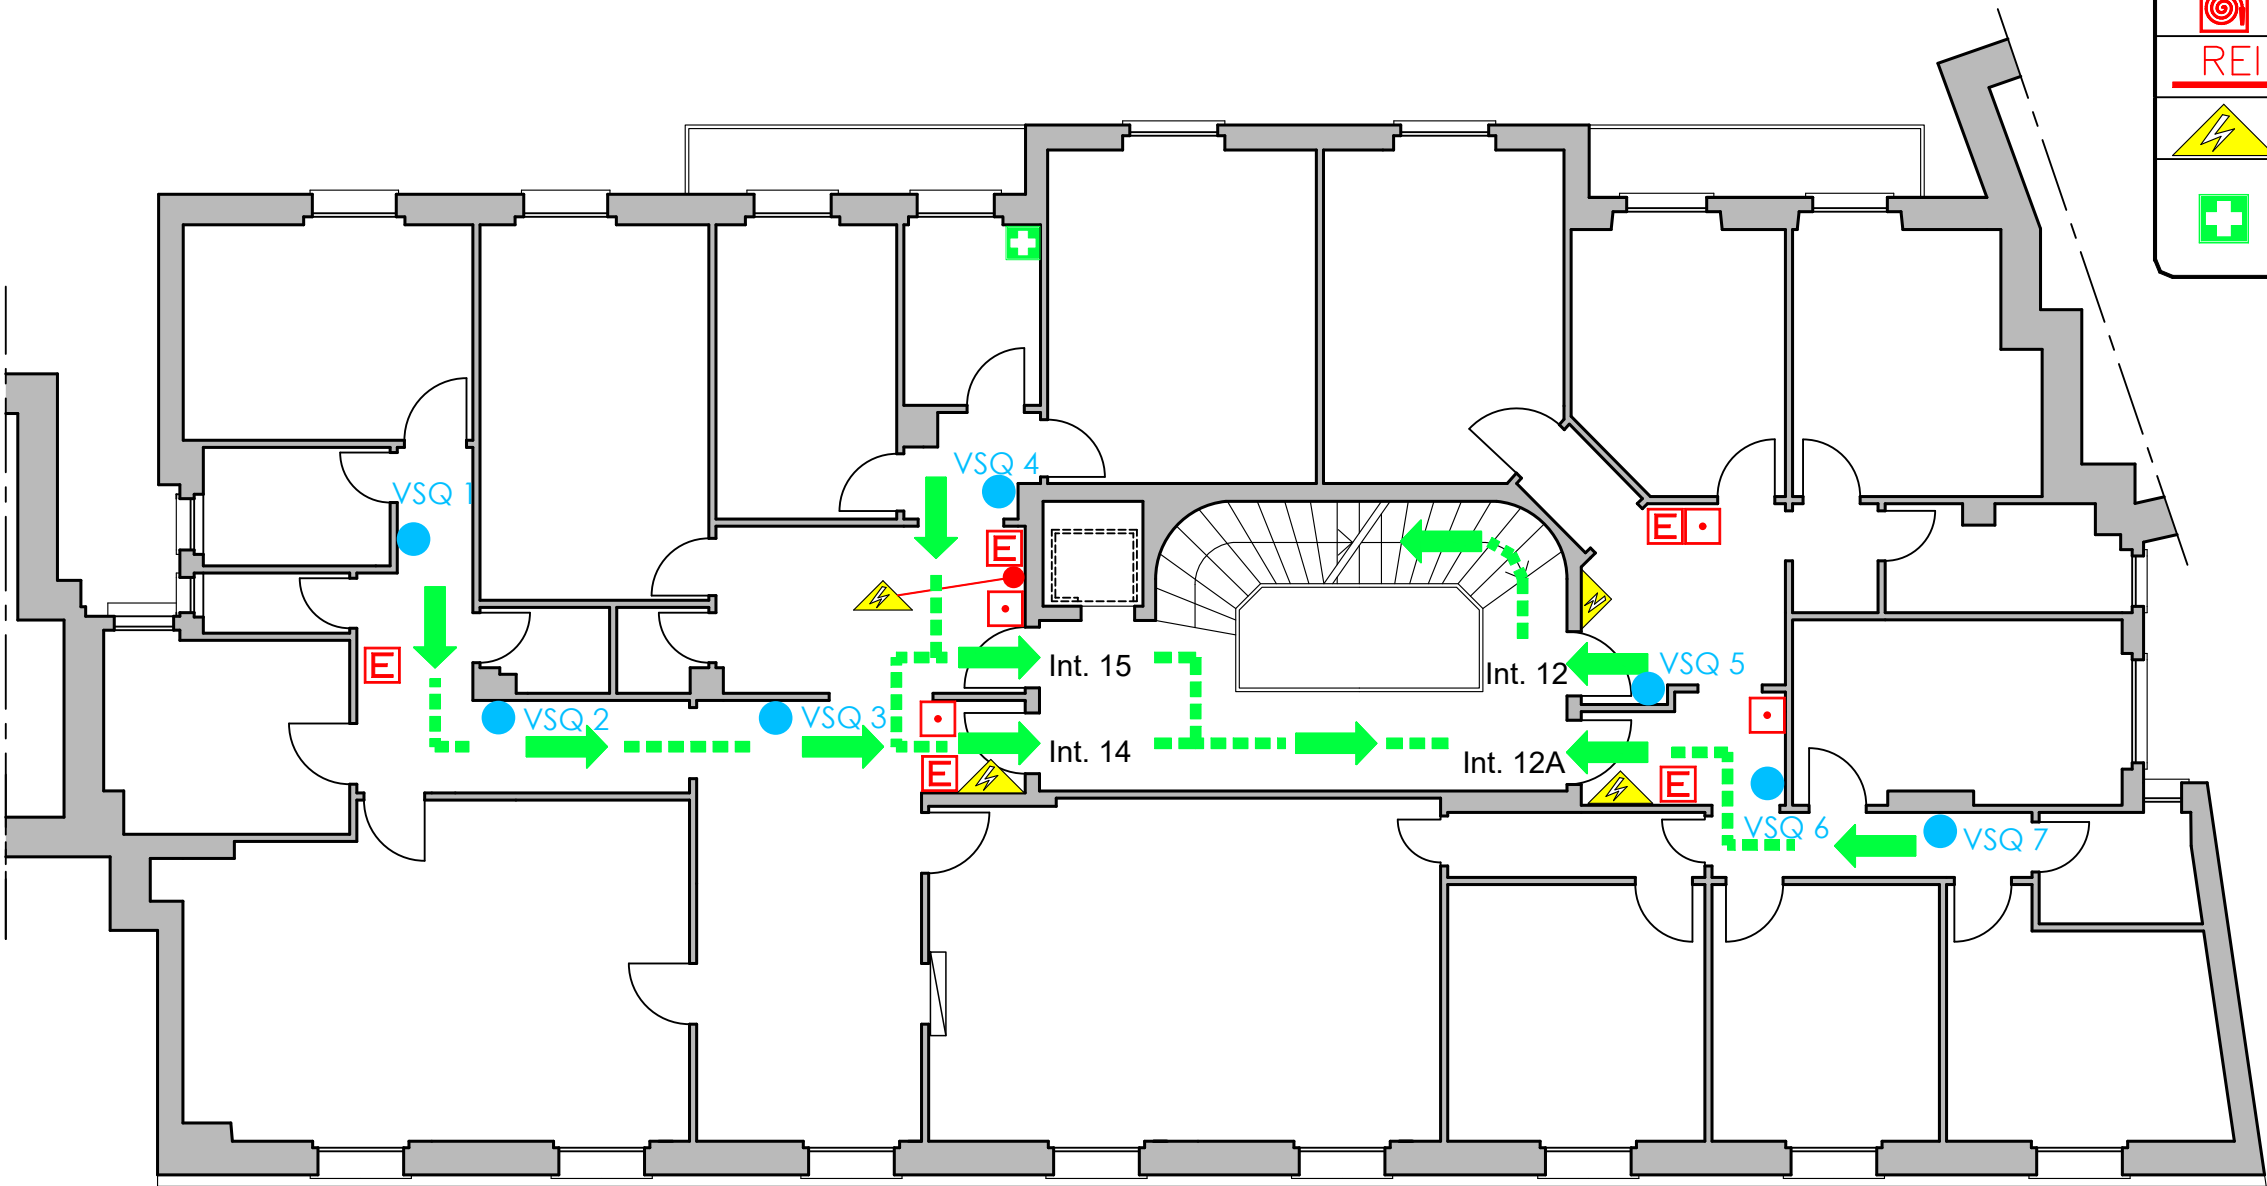 REI
VSQ 4
VSQ 1
E
E
E
Int. 15
Int. 12
VSQ 5
VSQ 2
VSQ 3
Int. 14
Int. 12A
E
E
VSQ 6
VSQ 7